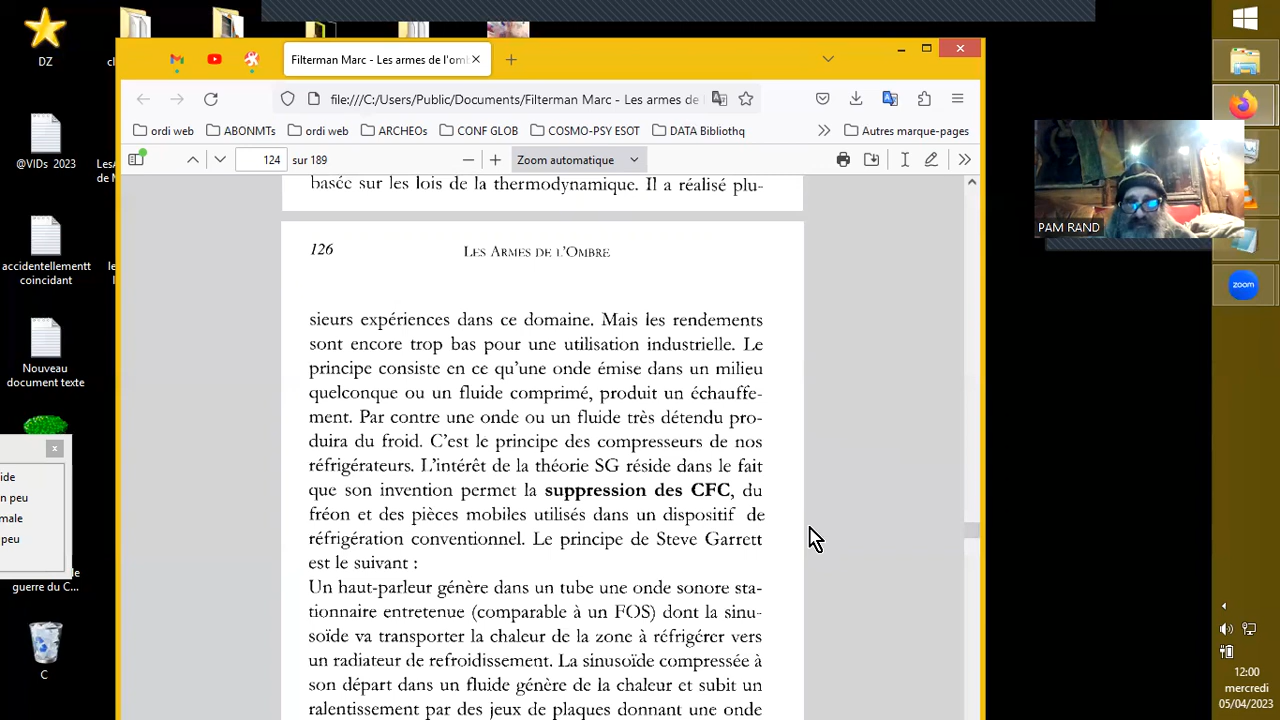 DZ
Filterman Marc - Les armes de l'om
file:///C:/Users/Public/Documents/Filterman Marc - Les armes de
ordi web
ABONMTs
ordi web
ARCHEOs
CONF GLOB
COSMO-PSY ESOT
DATA Bibliothq
Autres marque-pages
124 sur 189
Zoom automatique
basée sur les lois de la thermodynamique. Il a réalisé plu-
126
LES ARMES DE L'OMBRE
sieurs expériences dans ce domaine. Mais les rendements
sont encore trop bas pour une utilisation industrielle. Le
principe consiste en ce qu'une onde émise dans un milieu
quelconque ou un fluide comprimé, produit un échauffe-
ment. Par contre une onde ou un fluide très détendu pro-
duira du froid. C'est le principe des compresseurs de nos
réfrigérateurs. L'intérêt de la théorie SG réside dans le fait
que son invention permet la suppression des CFC, du
fréon et des pièces mobiles utilisés dans un dispositif de
réfrigération conventionnel. Le principe de Steve Garrett
est le suivant :
Un haut-parleur génère dans un tube une onde sonore sta-
tionnaire entretenue (comparable à un FOS) dont la sinu-
soïde va transporter la chaleur de la zone à réfrigérer vers
un radiateur de refroidissement. La sinusoïde compressée à
son départ dans un fluide génère de la chaleur et subit un
ralentissement par des jeux de plaques donnant une onde
@VIDs 2023
accidentellementt
coincidant
Nouveau
document texte
guerre du C...
C
PAM RAND
zoom
12:00
mercredi
05/04/2023